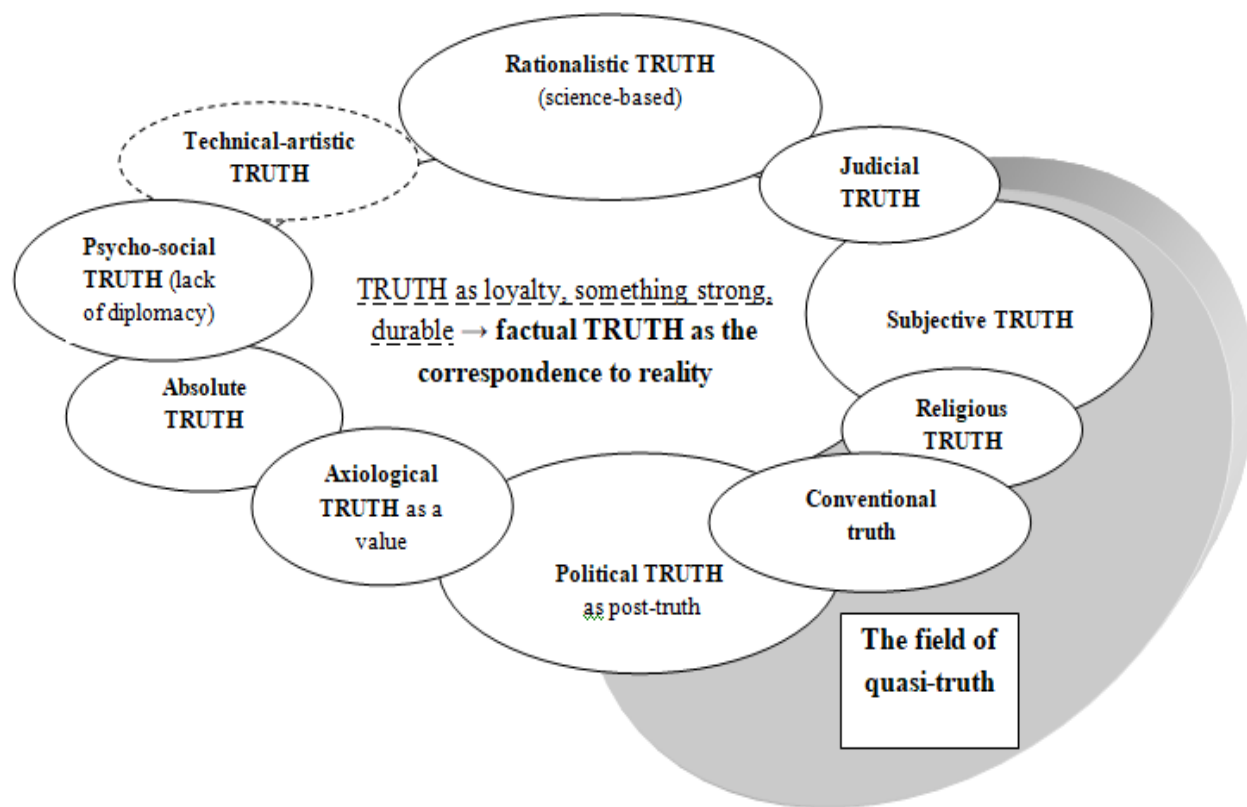 Rationalistic TRUTH
(science-based)
Technical-artistic
TRUTH
Judicial
TRUTH
Psycho-social
TRUTH (lack
of diplomacy)
TRUTH as loyalty, something strong,
durable → factual TRUTH as the
correspondence to reality
Subjective TRUTH
Absolute
TRUTH
Religious
TRUTH
Axiological
TRUTH as a
value
Conventional
truth
Political TRUTH
as post-truth
The field of
quasi-truth